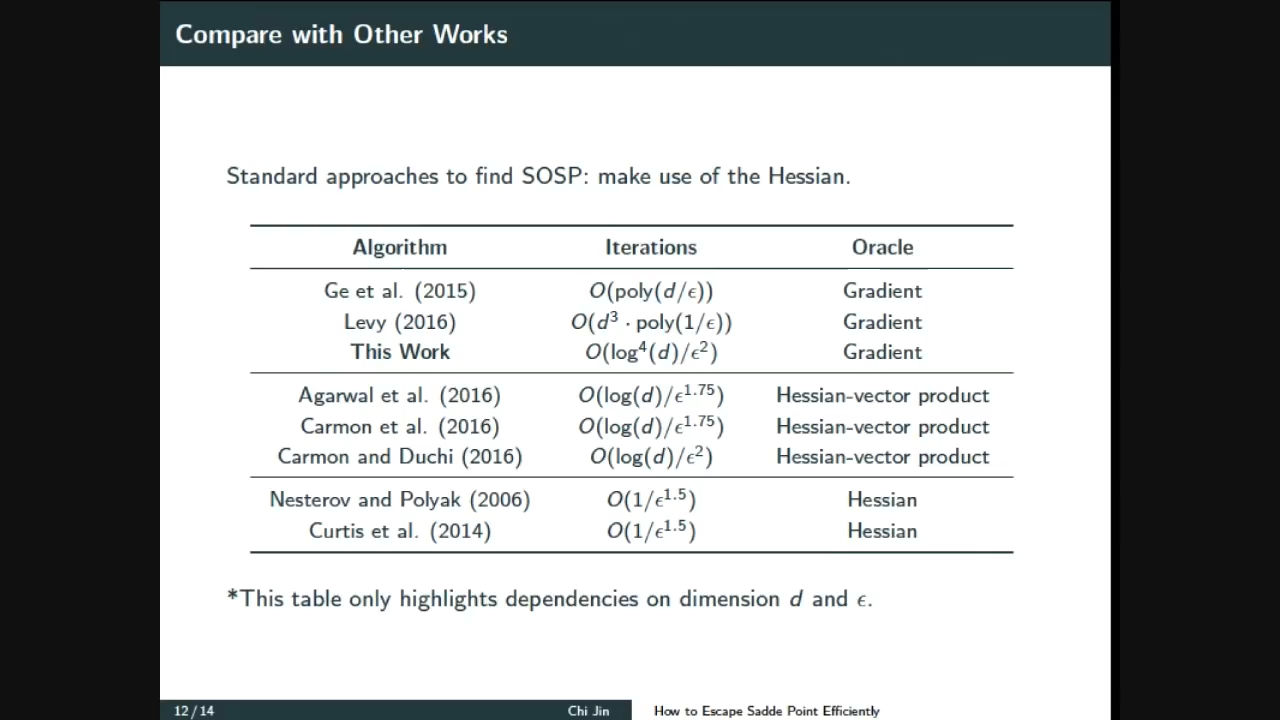 Compare with Other Works
Standard approaches to find SOSP: make use of the Hessian.
Algorithm Iterations Oracle
Ge et al. (2015) O(poly(d/ϵ)) Gradient
Levy (2016) O(d³ · poly(1/ϵ)) Gradient
This Work O(log⁴(d)/ϵ²) Gradient
Agarwal et al. (2016) O(log(d)/ϵ¹·⁷⁵) Hessian-vector product
Carmon et al. (2016) O(log(d)/ϵ¹·⁷⁵) Hessian-vector product
Carmon and Duchi (2016) O(log(d)/ϵ²) Hessian-vector product
Nesterov and Polyak (2006) O(1/ϵ¹·⁵) Hessian
Curtis et al. (2014) O(1/ϵ¹·⁵) Hessian
*This table only highlights dependencies on dimension d and ϵ.
12/14 Chi Jin How to Escape Sadde Point Efficiently